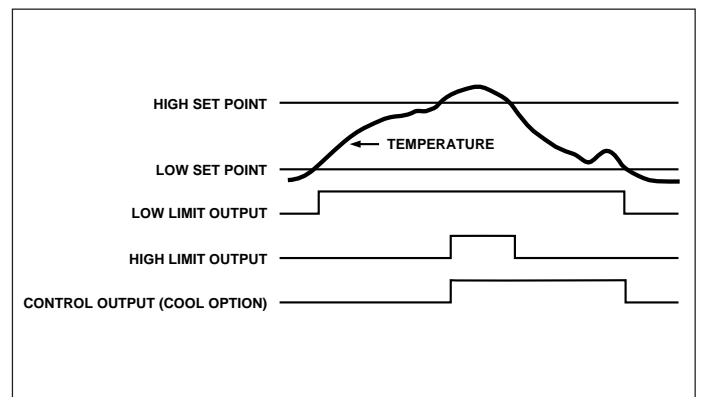 HIGH SET POINT
TEMPERATURE
LOW SET POINT
LOW LIMIT OUTPUT
HIGH LIMIT OUTPUT
CONTROL OUTPUT (COOL OPTION)